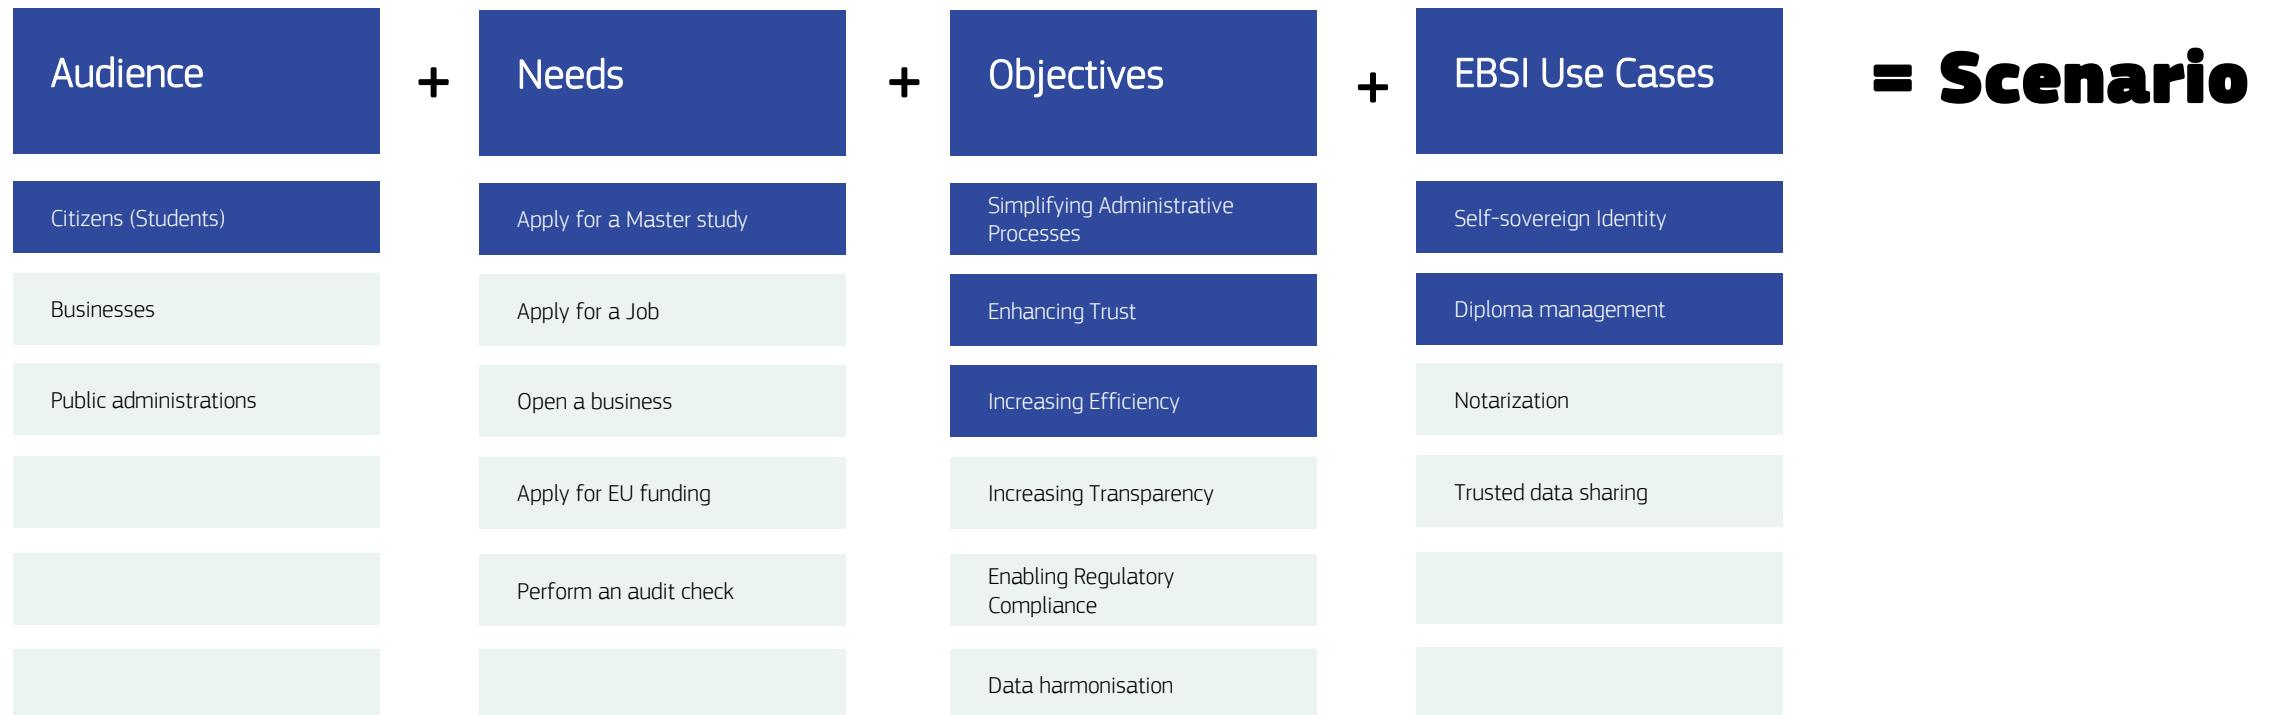 Audience
+
Needs
+
Objectives
+
EBSI Use Cases
= Scenario
Citizens (Students)
Businesses
Public administrations
Apply for a Master study
Apply for a Job
Open a business
Apply for EU funding
Perform an audit check
Simplifying Administrative
Processes
Enhancing Trust
Increasing Efficiency
Increasing Transparency
Enabling Regulatory
Compliance
Data harmonisation
Self-sovereign Identity
Diploma management
Notarization
Trusted data sharing